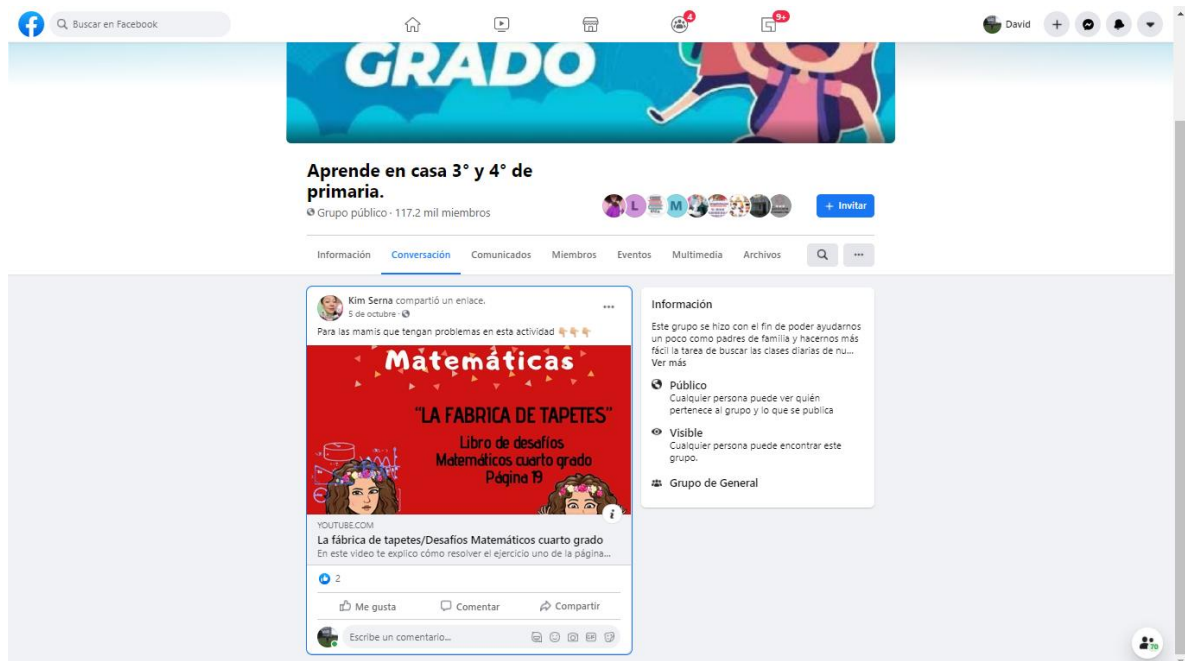 Buscar en Facebook
4
9+
David
GRADO
Aprende en casa 3° y 4° de
primaria.
Grupo público · 117.2 mil miembros
L
M
+ Invitar
Información
Conversación
Comunicados
Miembros
Eventos
Multimedia
Archivos
Kim Serna compartió un enlace.
5 de octubre ·
Para las mamis que tengan problemas en esta actividad 👇🏼👇🏼👇🏼
Matemáticas
"LA FABRICA DE TAPETES"
Libro de desafíos
Matemáticos cuarto grado
Página 19
YOUTUBE.COM
La fábrica de tapetes/Desafíos Matemáticos cuarto grado
En este video te explico cómo resolver el ejercicio uno de la página...
2
Me gusta
Comentar
Compartir
Escribe un comentario...
GIF
Información
Este grupo se hizo con el fin de poder ayudarnos
un poco como padres de familia y hacernos más
fácil la tarea de buscar las clases diarias de nu...
Ver más
Público
Cualquier persona puede ver quién
pertenece al grupo y lo que se publica
Visible
Cualquier persona puede encontrar este
grupo.
Grupo de General
70